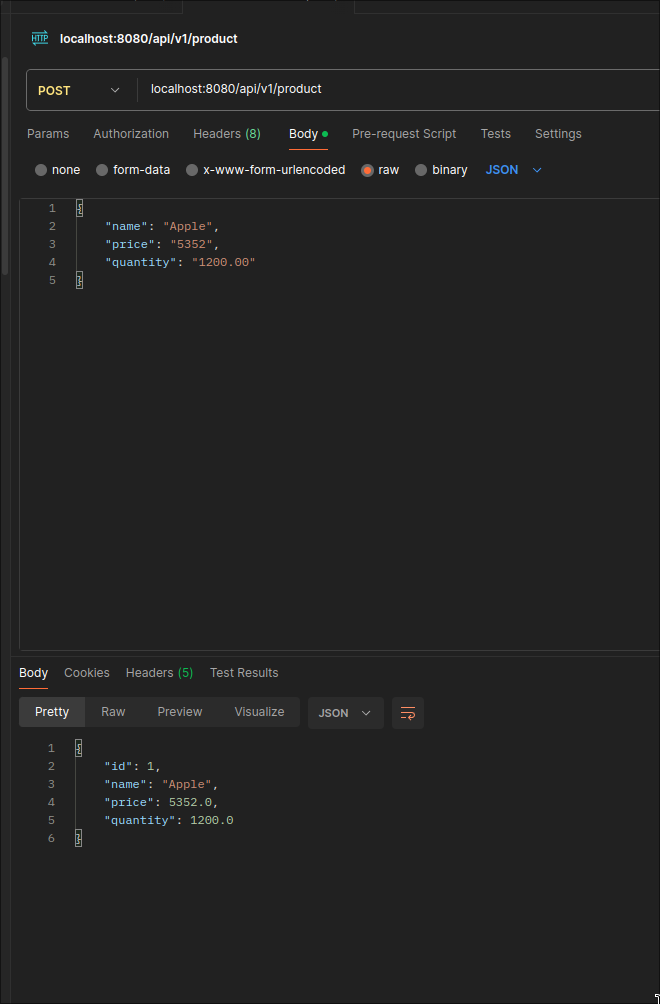 HTTP localhost:8080/api/v1/product
POST localhost:8080/api/v1/product
Params Authorization Headers (8) Body Pre-request Script Tests Settings
none form-data x-www-form-urlencoded raw binary JSON
1 {
2 "name": "Apple",
3 "price": "5352",
4 "quantity": "1200.00"
5 }
Body Cookies Headers (5) Test Results
Pretty Raw Preview Visualize JSON
1 {
2 "id": 1,
3 "name": "Apple",
4 "price": 5352.0,
5 "quantity": 1200.0
6 }